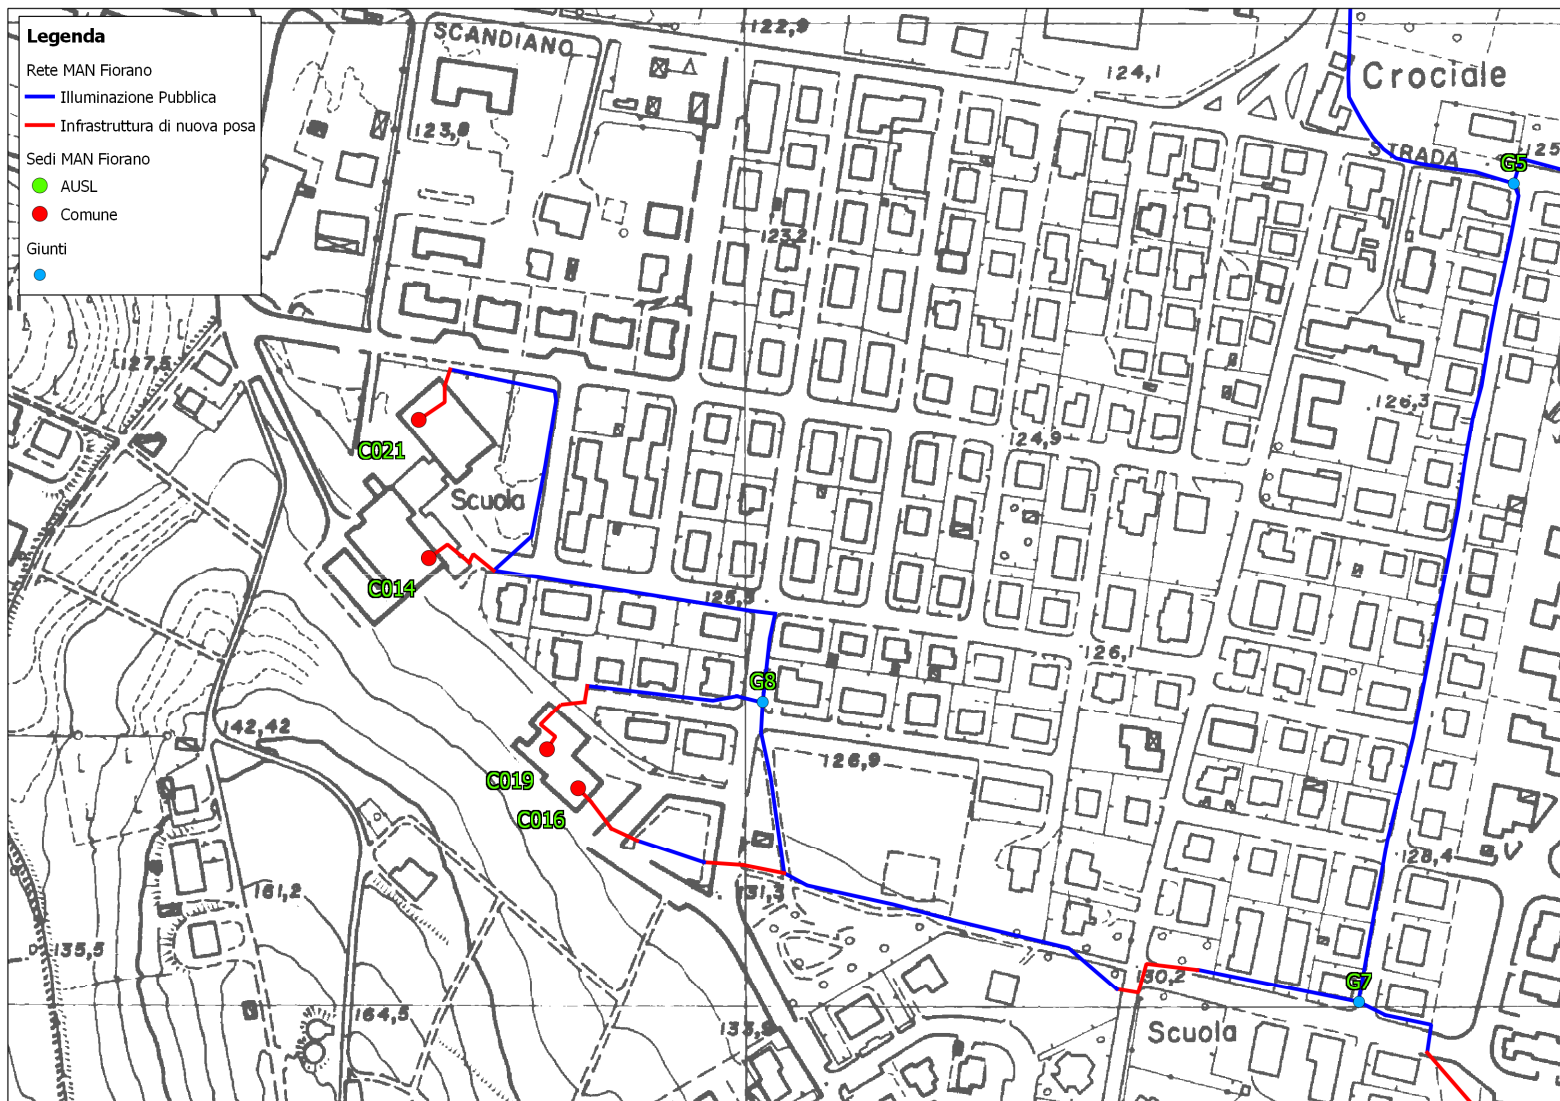 Legenda
Rete MAN Fiorano
Illuminazione Pubblica
Infrastruttura di nuova posa
Sedi MAN Fiorano
AUSL
Comune
Giunti
SCANDIANO
122,9
124,1
Crociale
123,8
STRADA
125
G5
123,2
127,5
126,3
C021
124,9
Scuola
C014
125,5
126,1
G8
142,42
126,9
C019
C016
128,4
161,2
131,3
135,5
130,2
G7
164,5
133,9
Scuola